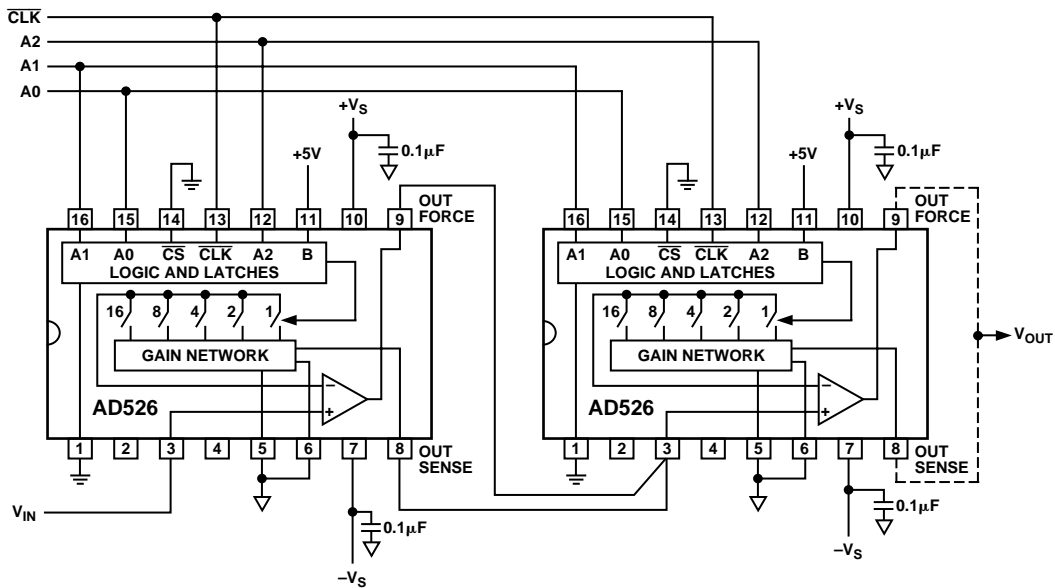 CLK
A2
A1
A0
+VS
0.1µF
+5V
OUT
FORCE
16 15 14 13 12 11 10 9
A1 A0 CS CLK A2 B
LOGIC AND LATCHES
16 8 4 2 1
GAIN NETWORK
–
+
AD526
1 2 3 4 5 6 7 8
OUT
SENSE
VIN
0.1µF
–VS
+VS
0.1µF
+5V
OUT
FORCE
16 15 14 13 12 11 10 9
A1 A0 CS CLK A2 B
LOGIC AND LATCHES
16 8 4 2 1
GAIN NETWORK
–
+
AD526
VOUT
1 2 3 4 5 6 7 8
OUT
SENSE
0.1µF
–VS